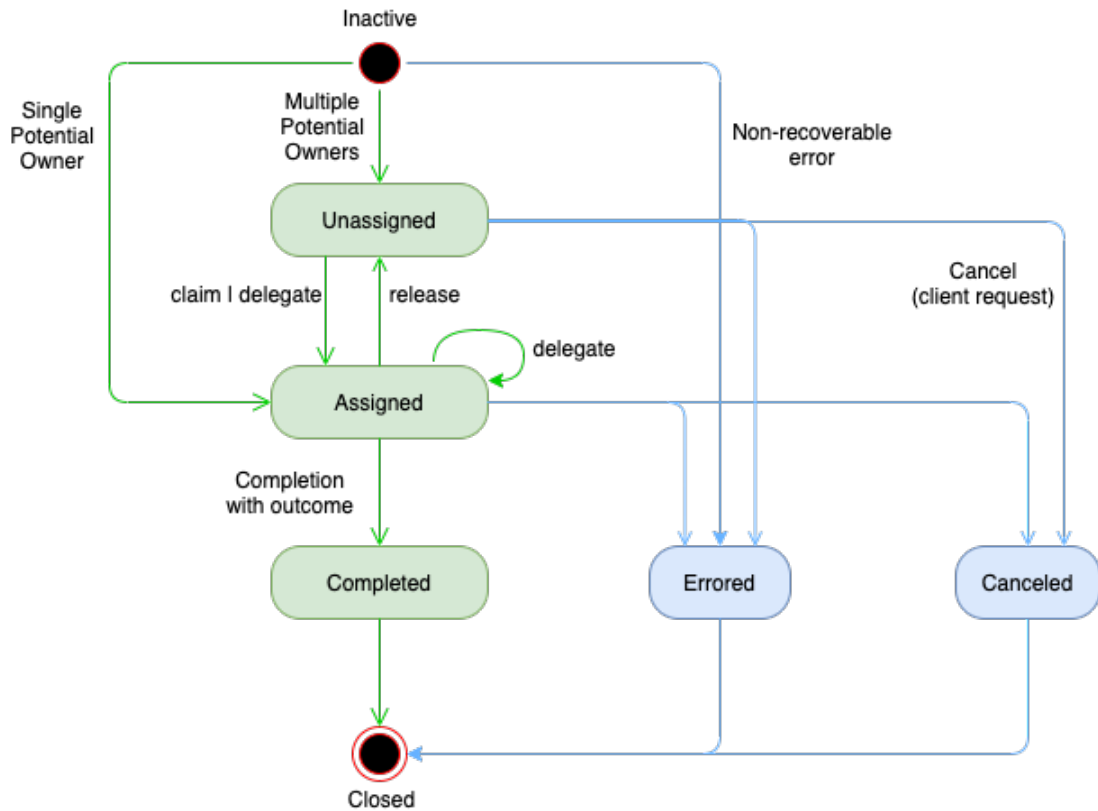 Inactive
Single
Potential
Owner
Multiple
Potential
Owners
Non-recoverable
error
Unassigned
claim I delegate
release
Cancel
(client request)
delegate
Assigned
Completion
with outcome
Completed
Errored
Canceled
Closed